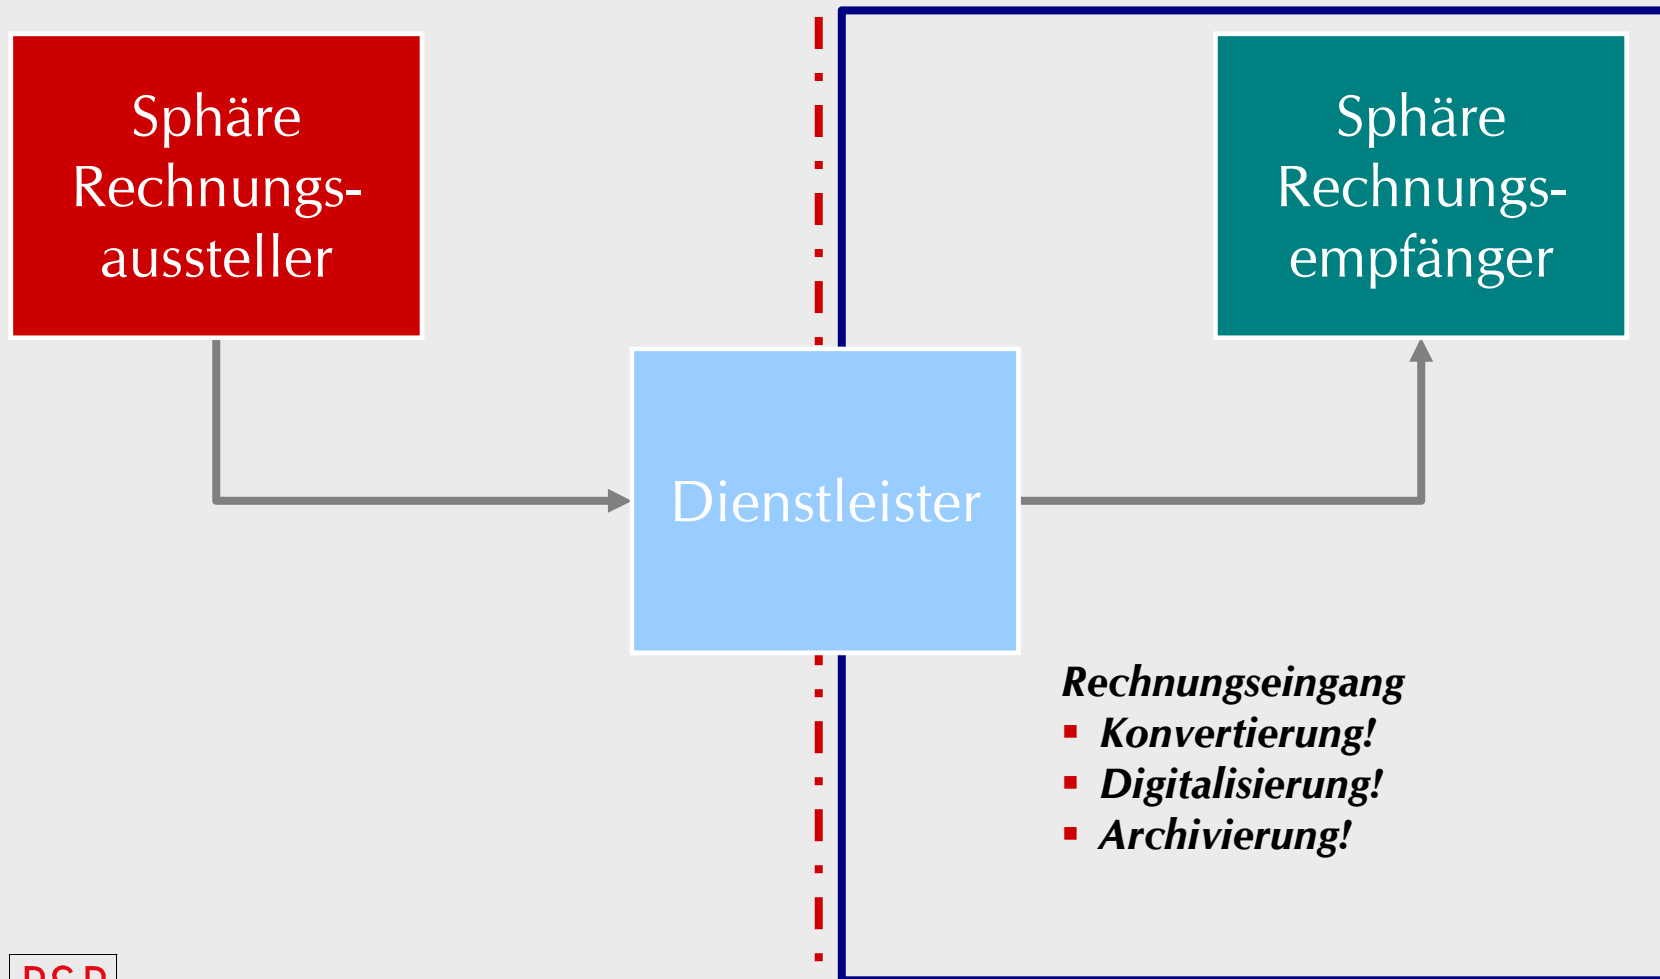 Sphäre
Rechnungs-
aussteller
Sphäre
Rechnungs-
empfänger
Dienstleister
Rechnungseingang
Konvertierung!
Digitalisierung!
Archivierung!